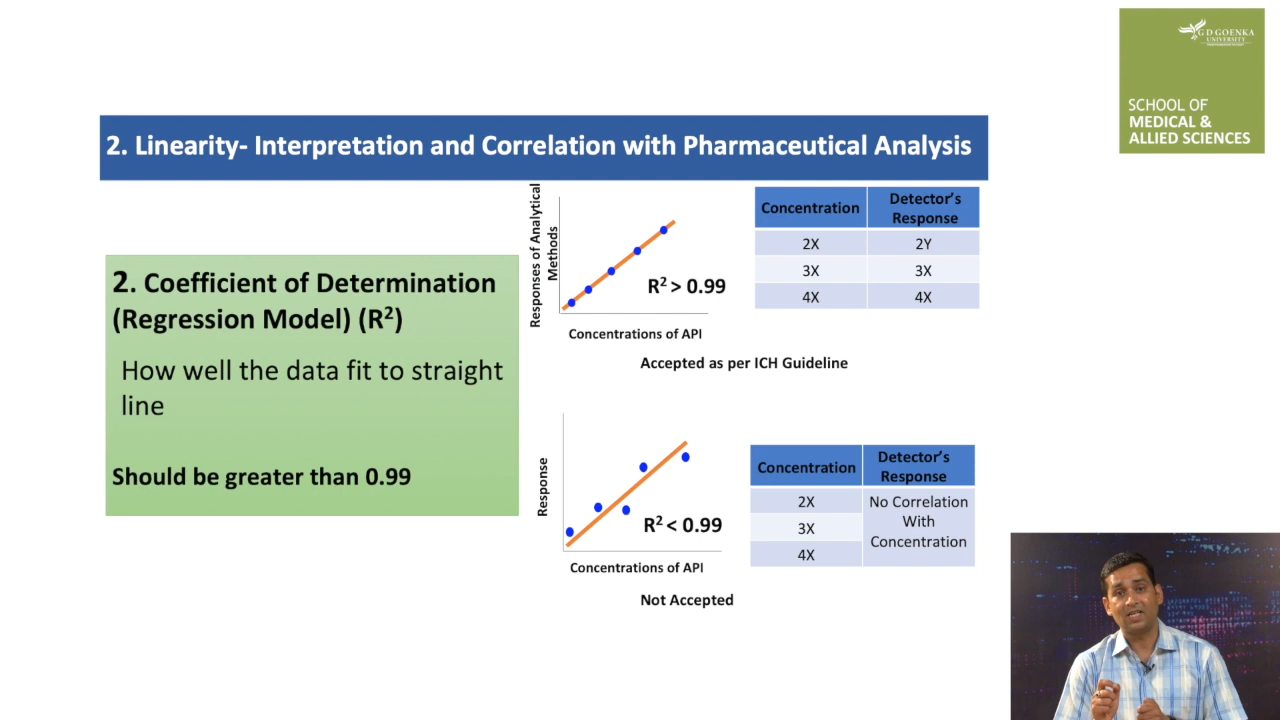 G D GOENKA
UNIVERSITY
SCHOOL OF
MEDICAL &
ALLIED SCIENCES
2. Linearity- Interpretation and Correlation with Pharmaceutical Analysis
2. Coefficient of Determination
(Regression Model) (R²)
How well the data fit to straight
line
Should be greater than 0.99
Responses of Analytical
Methods
R² > 0.99
Concentrations of API
Concentration Detector's Response
2X 2Y
3X 3X
4X 4X
Accepted as per ICH Guideline
Response
R² < 0.99
Concentrations of API
Concentration Detector's Response
2X No Correlation
3X With
4X Concentration
Not Accepted